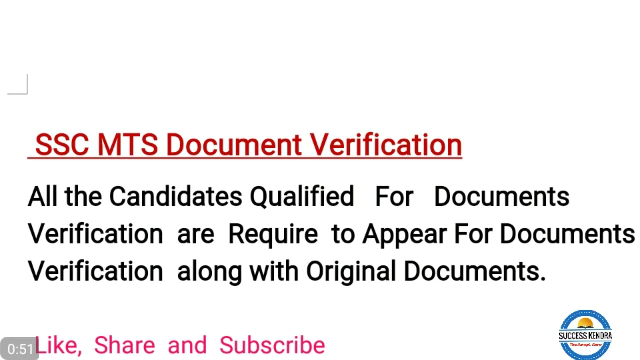 SSC MTS Document Verification
All the Candidates Qualified For Documents
Verification are Require to Appear For Documents
Verification along with Original Documents.
Like, Share and Subscribe
0:51
SUCCESS KENDRA